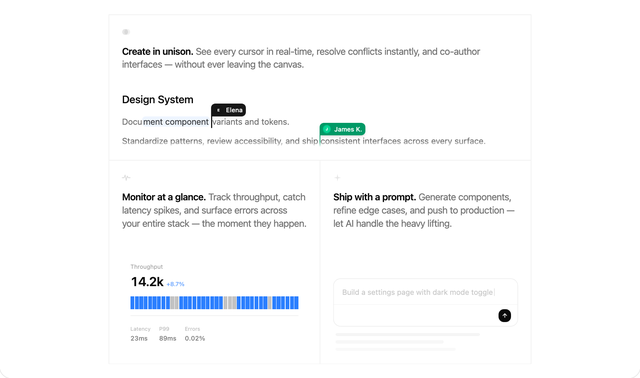 Create in unison. See every cursor in real-time, resolve conflicts instantly, and co-author
interfaces — without ever leaving the canvas.
Design System
Elena
Document component variants and tokens.
James K.
Standardize patterns, review accessibility, and ship consistent interfaces across every surface.
Monitor at a glance. Track throughput, catch
latency spikes, and surface errors across
your entire stack — the moment they happen.
Throughput
14.2k +8.7%
Latency P99 Errors
23ms 89ms 0.02%
Ship with a prompt. Generate components,
refine edge cases, and push to production —
let AI handle the heavy lifting.
Build a settings page with dark mode toggle